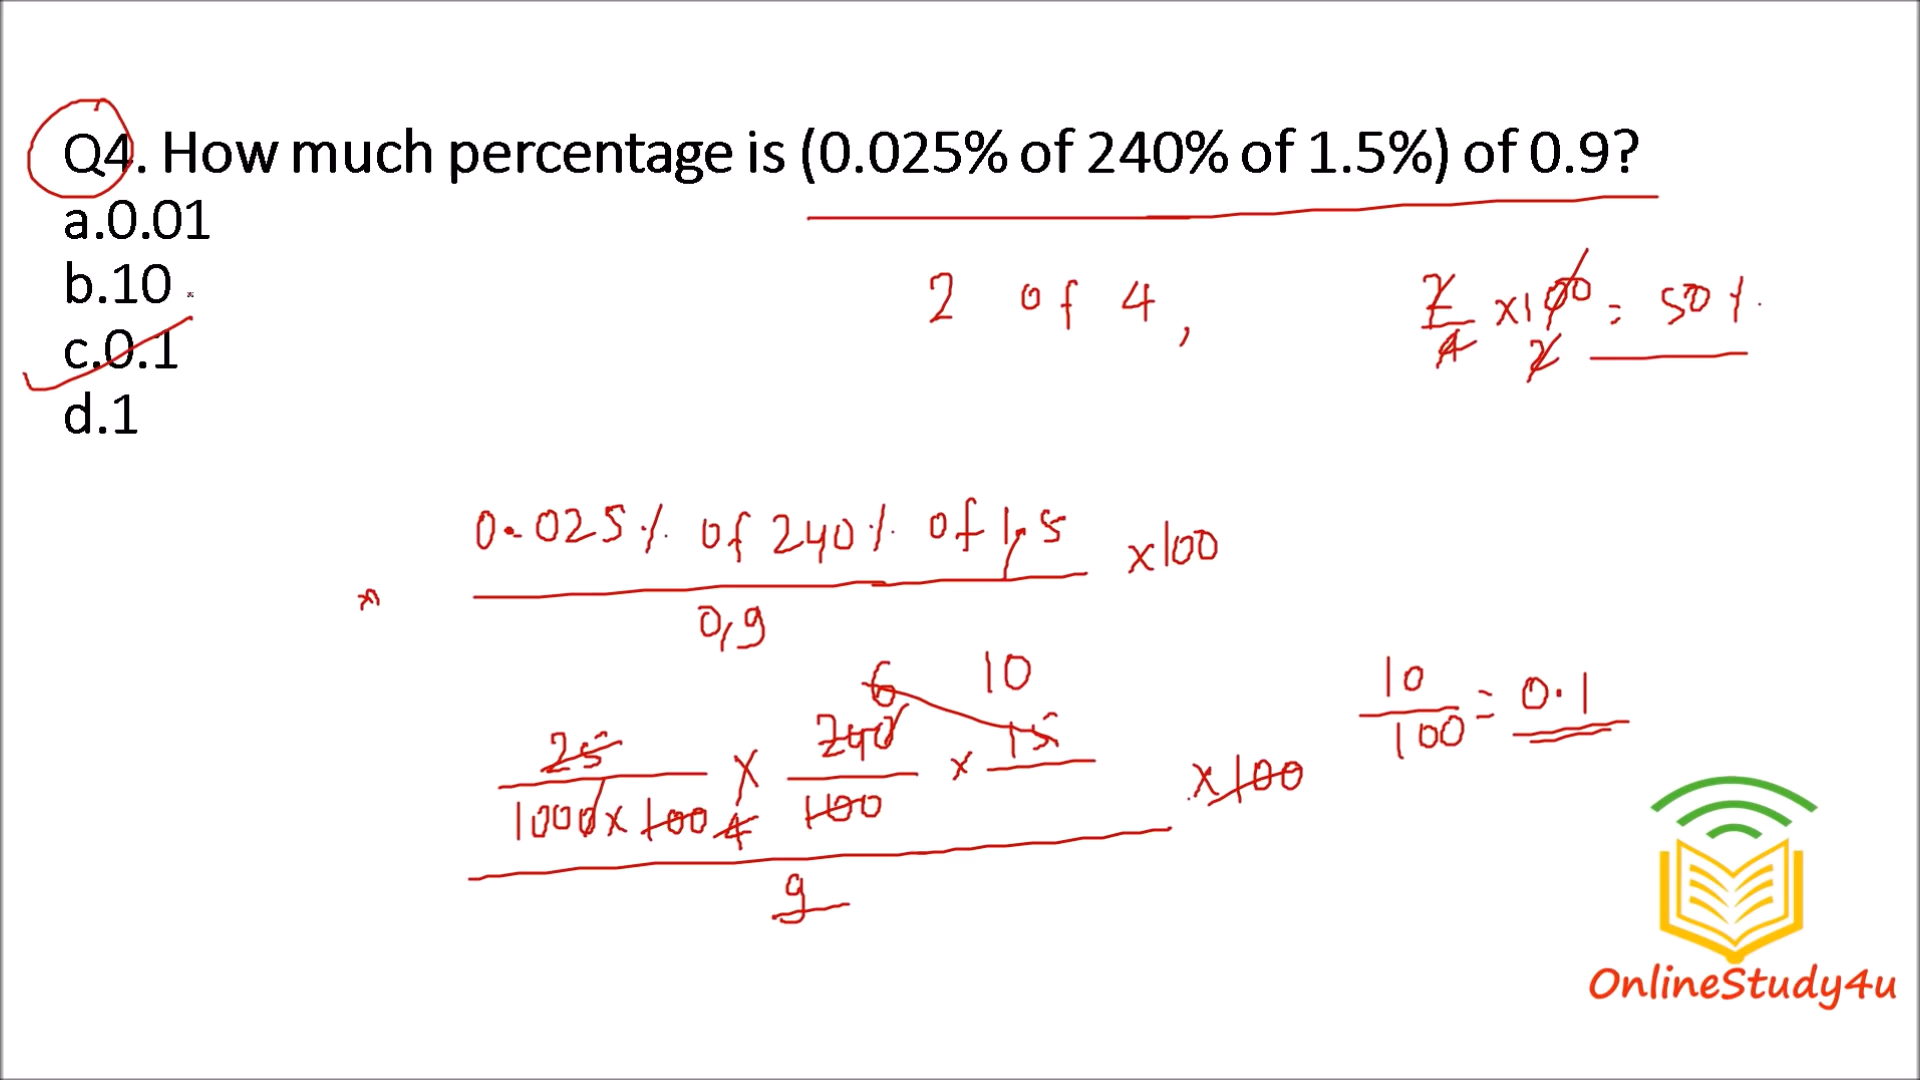 Q4. How much percentage is (0.025% of 240% of 1.5%) of 0.9?
a.0.01
b.10
c.0.1
d.1
2 of 4, 2/4 x100 2 = 50%
0.025% of 240% of 1.5 x100
0.9
6 10
25 x 240 x 15 x100
1000x100 4 100
9
10/100 = 0.1
OnlineStudy4u